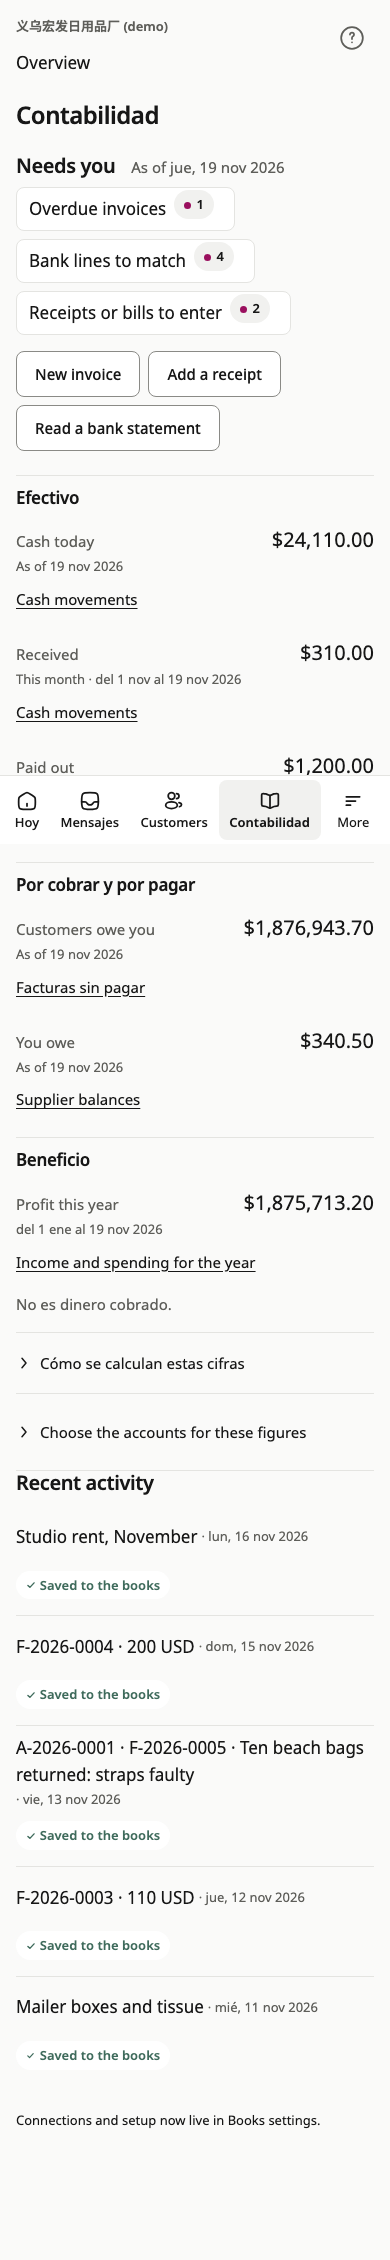 义乌宏发日用品厂 (demo)
Overview
Contabilidad
Needs you As of jue, 19 nov 2026
Overdue invoices 1
Bank lines to match 4
Receipts or bills to enter 2
New invoice Add a receipt
Read a bank statement
Efectivo
Cash today $24,110.00
As of 19 nov 2026
Cash movements
Received $310.00
This month · del 1 nov al 19 nov 2026
Cash movements
Paid out $1,200.00
Hoy Mensajes Customers Contabilidad More
Por cobrar y por pagar
Customers owe you $1,876,943.70
As of 19 nov 2026
Facturas sin pagar
You owe $340.50
As of 19 nov 2026
Supplier balances
Beneficio
Profit this year $1,875,713.20
del 1 ene al 19 nov 2026
Income and spending for the year
No es dinero cobrado.
Cómo se calculan estas cifras
Choose the accounts for these figures
Recent activity
Studio rent, November · lun, 16 nov 2026
Saved to the books
F-2026-0004 · 200 USD · dom, 15 nov 2026
Saved to the books
A-2026-0001 · F-2026-0005 · Ten beach bags
returned: straps faulty
· vie, 13 nov 2026
Saved to the books
F-2026-0003 · 110 USD · jue, 12 nov 2026
Saved to the books
Mailer boxes and tissue · mié, 11 nov 2026
Saved to the books
Connections and setup now live in Books settings.